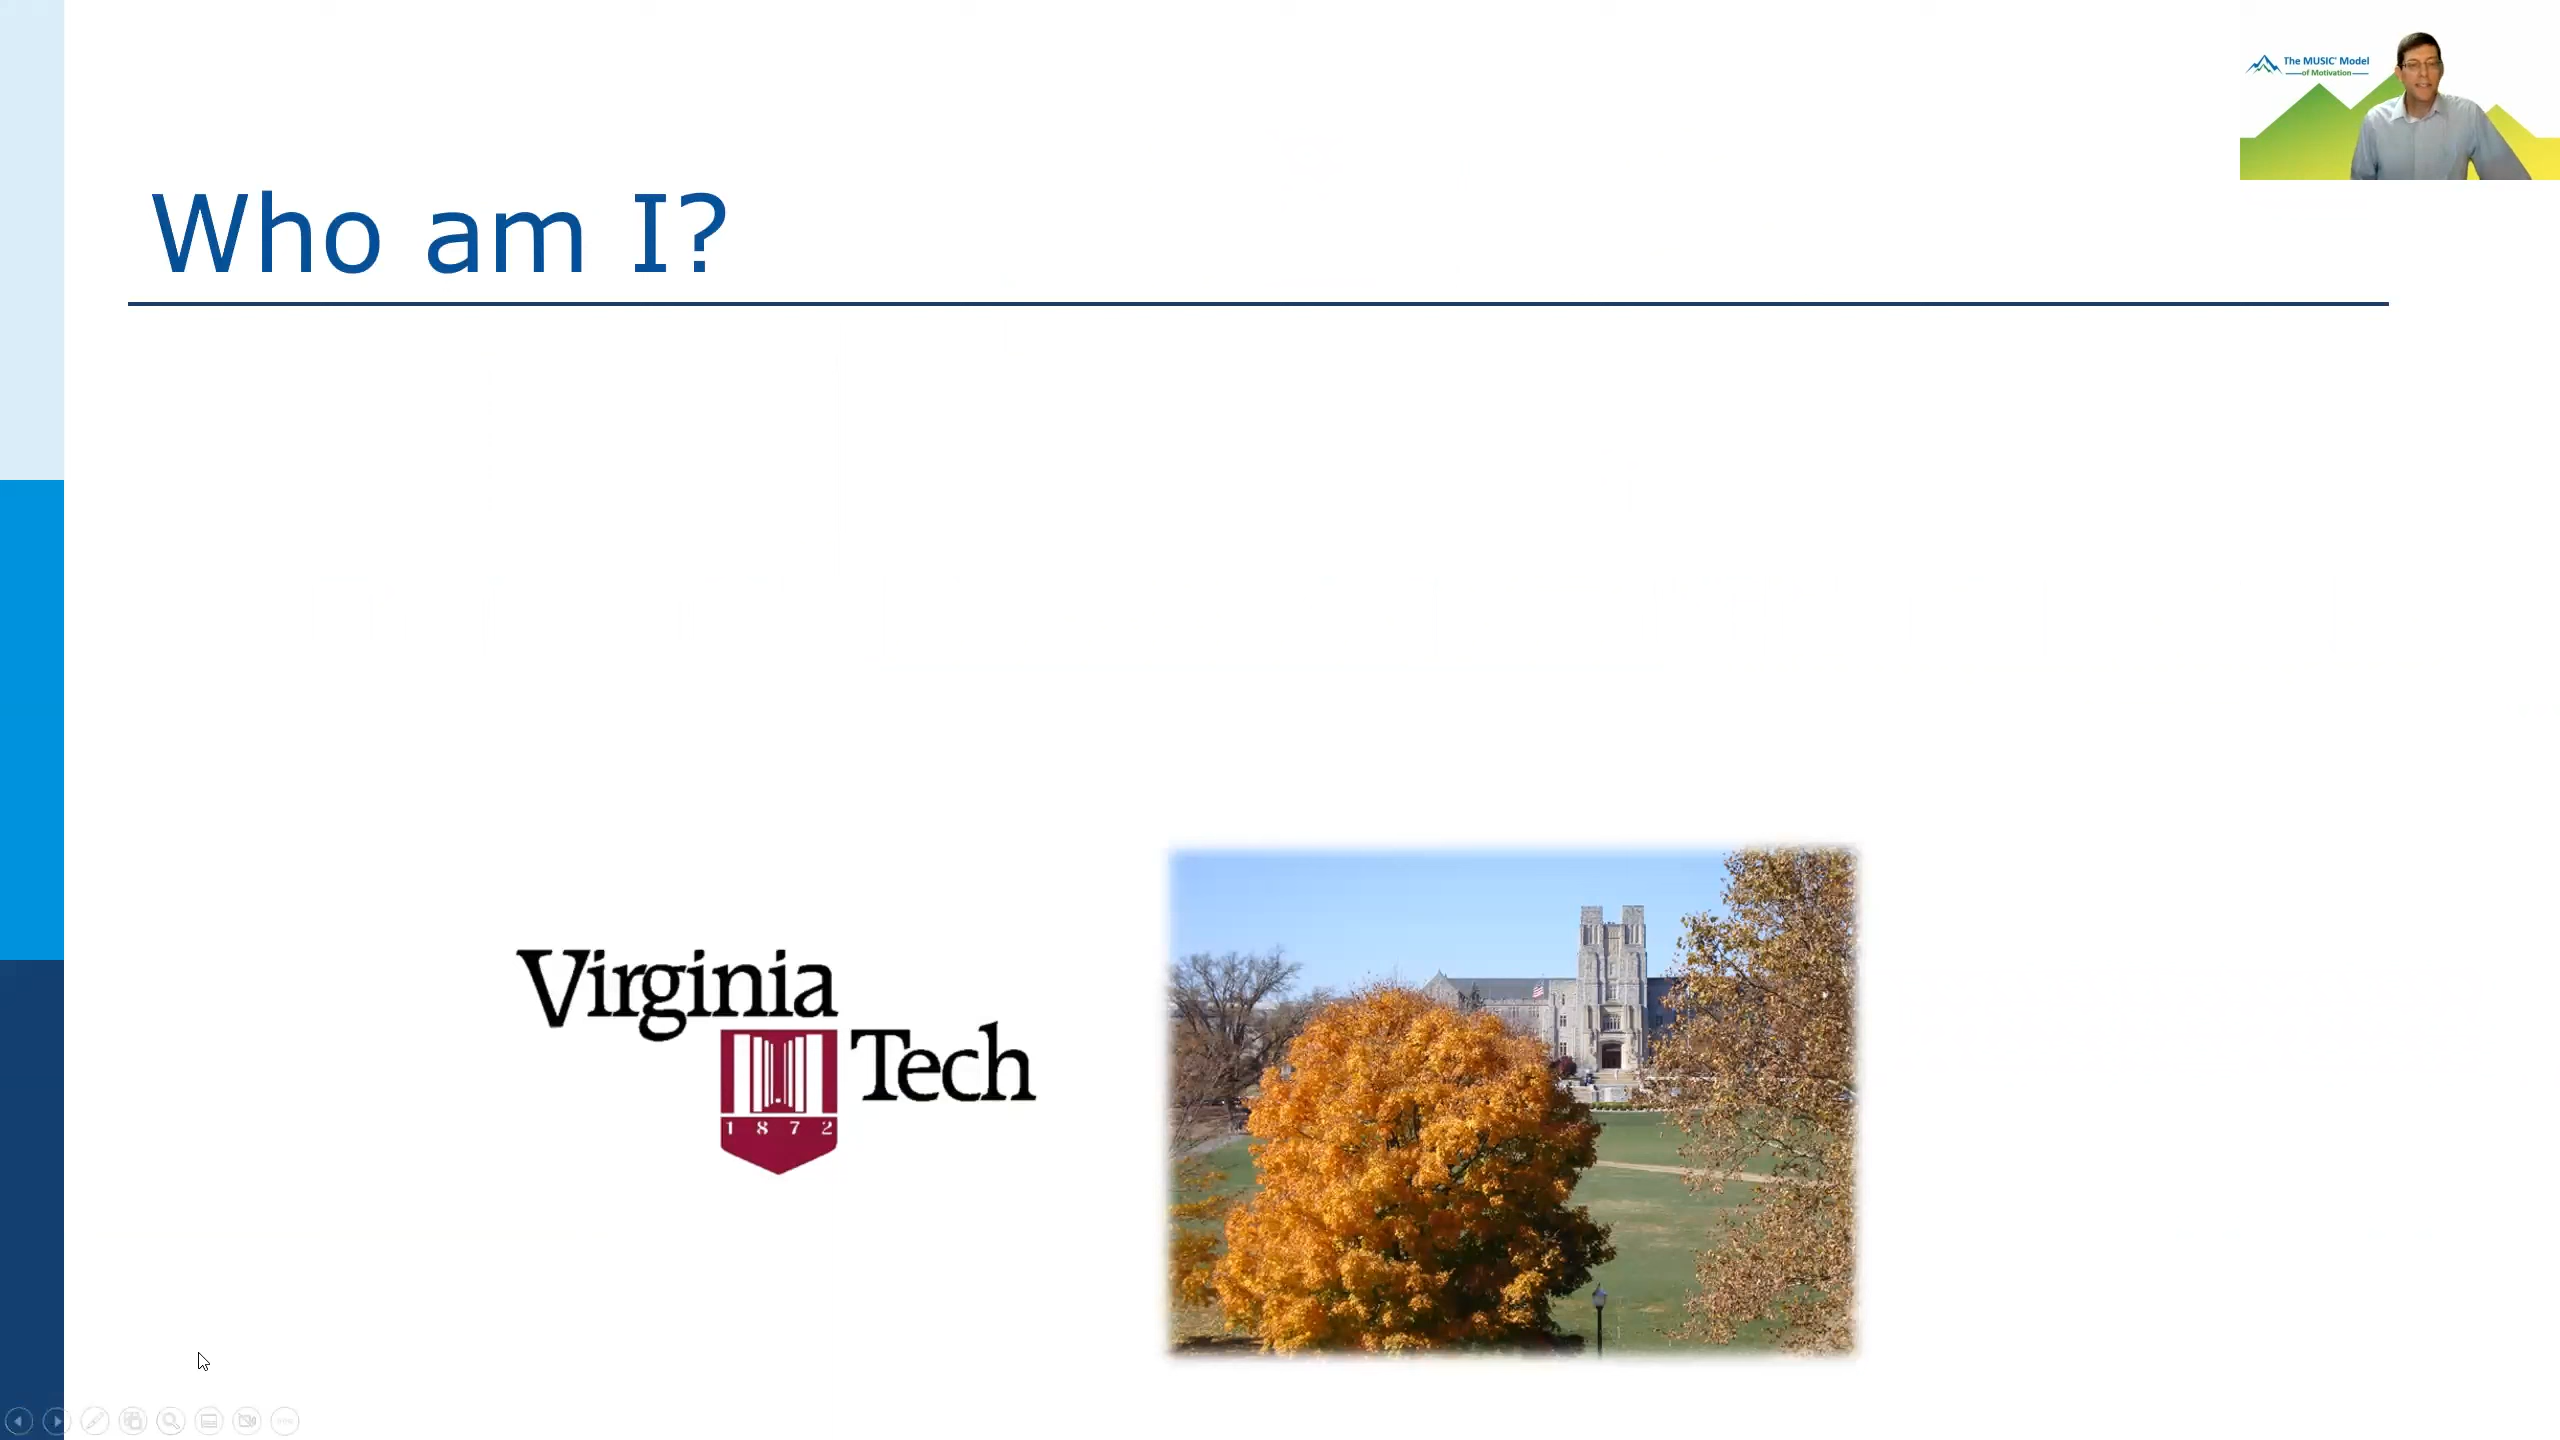 The MUSIC® Model
of Motivation
Who am I?
Virginia
Tech
1872